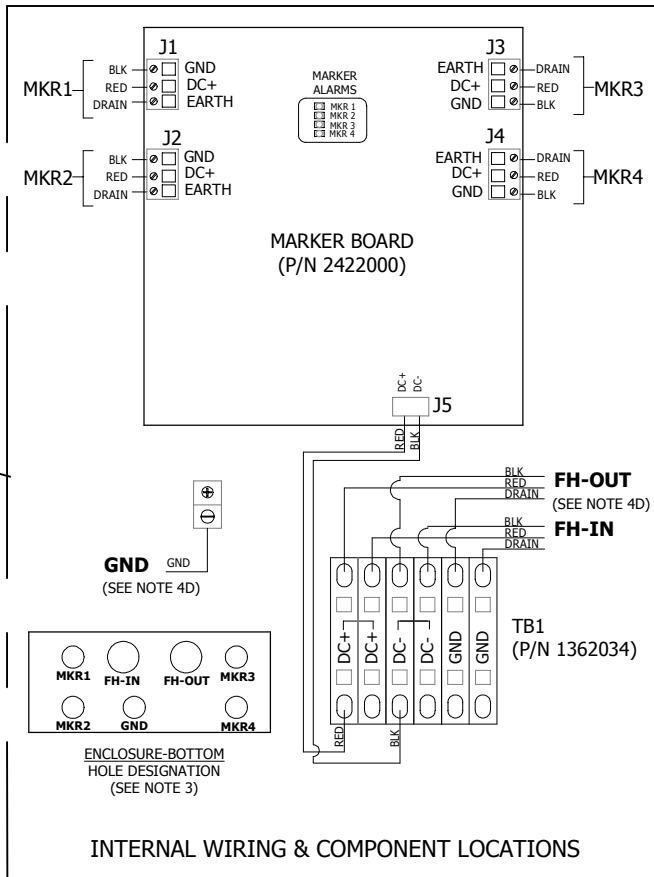 J1
MKR1
BLK
GND
RED
DC+
DRAIN
EARTH
J2
MKR2
BLK
GND
RED
DC+
DRAIN
EARTH
MARKER
ALARMS
MKR 1
MKR 2
MKR 3
MKR 4
J3
EARTH
DRAIN
DC+
RED
MKR3
GND
BLK
J4
EARTH
DRAIN
DC+
RED
MKR4
GND
BLK
MARKER BOARD
(P/N 2422000)
DC+
DC-
J5
RED
BLK
BLK
RED
DRAIN
FH-OUT
(SEE NOTE 4D)
BLK
RED
DRAIN
FH-IN
GND
GND
(SEE NOTE 4D)
DC+
DC+
DC-
DC-
GND
GND
TB1
(P/N 1362034)
RED
BLK
MKR1
FH-IN
FH-OUT
MKR3
MKR2
GND
MKR4
ENCLOSURE-BOTTOM
HOLE DESIGNATION
(SEE NOTE 3)
INTERNAL WIRING & COMPONENT LOCATIONS